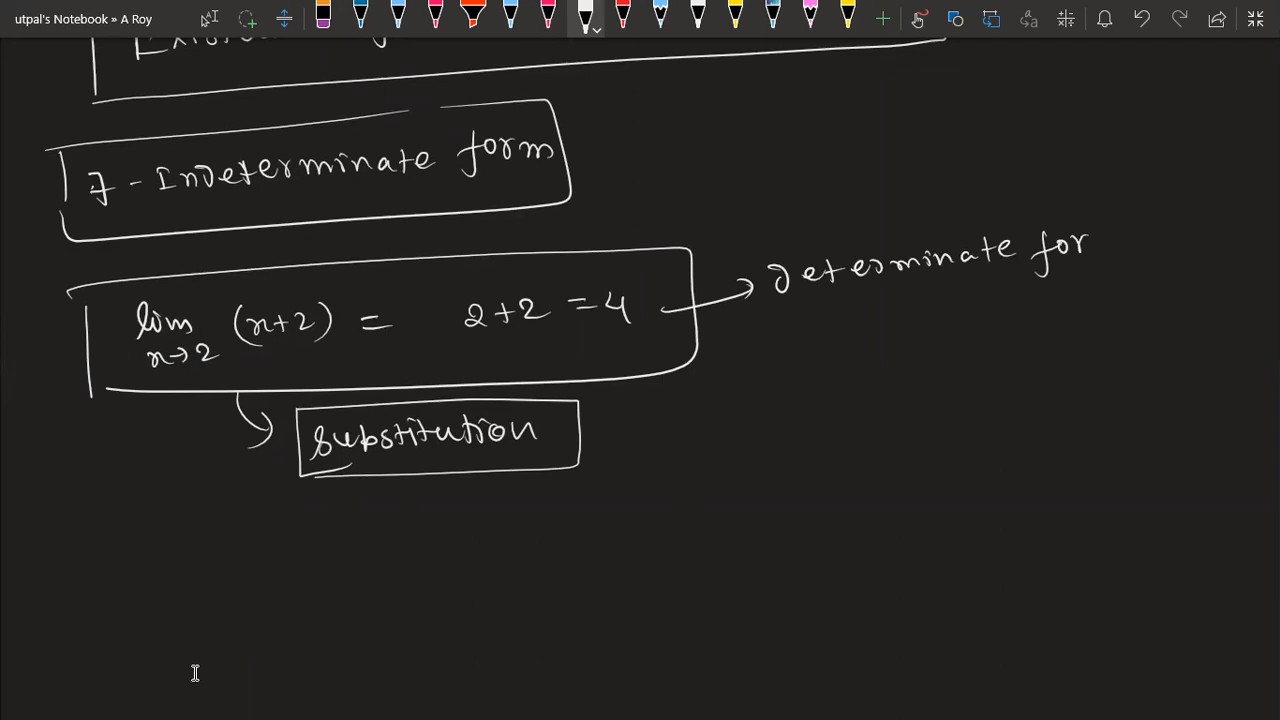 utpal's Notebook » A Roy
7 - Indeterminate form
lim (x+2) = 2+2 = 4 → Determinate for
x→2
Substitution